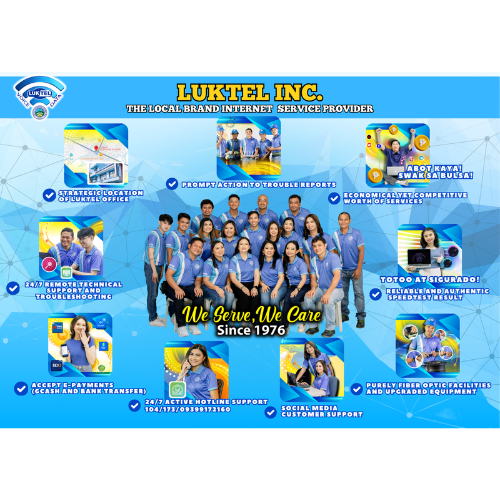 LUKTEL INC.
THE LOCAL BRAND INTERNET SERVICE PROVIDER
LUKTEL
STRATEGIC LOCATION
OF LUKTEL OFFICE
PROMPT ACTION TO TROUBLE REPORTS
ABOT KAYA!
SWAK SA BULSA!
ECONOMICAL YET COMPETITIVE
WORTH OF SERVICES
24/7 REMOTE TECHNICAL
SUPPORT AND
TROUBLESHOOTING
TOTOO AT SIGURADO!
RELIABLE AND AUTHENTIC
SPEEDTEST RESULT
We Serve, We Care
Since 1976
ACCEPT E-PAYMENTS
(GCASH AND BANK TRANSFER)
24/7 ACTIVE HOTLINE SUPPORT
104/173/09399172160
SOCIAL MEDIA
CUSTOMER SUPPORT
PURELY FIBER OPTIC FACILITIES
AND UPGRADED EQUIPMENT